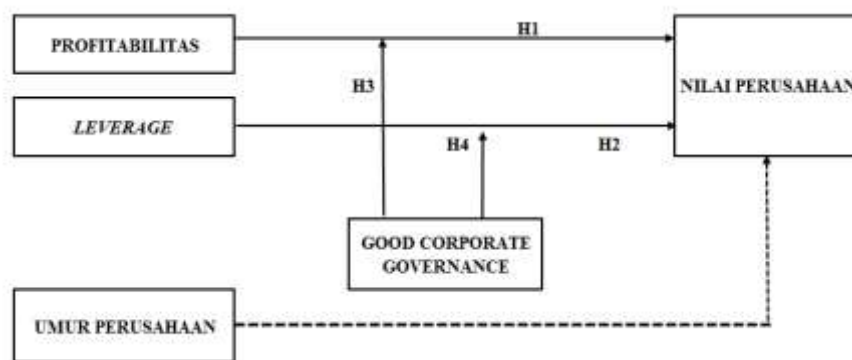 PROFITABILITAS
H1
H3
NILAI PERUSAHAAN
LEVERAGE
H4
H2
GOOD CORPORATE
GOVERNANCE
UMUR PERUSAHAAN